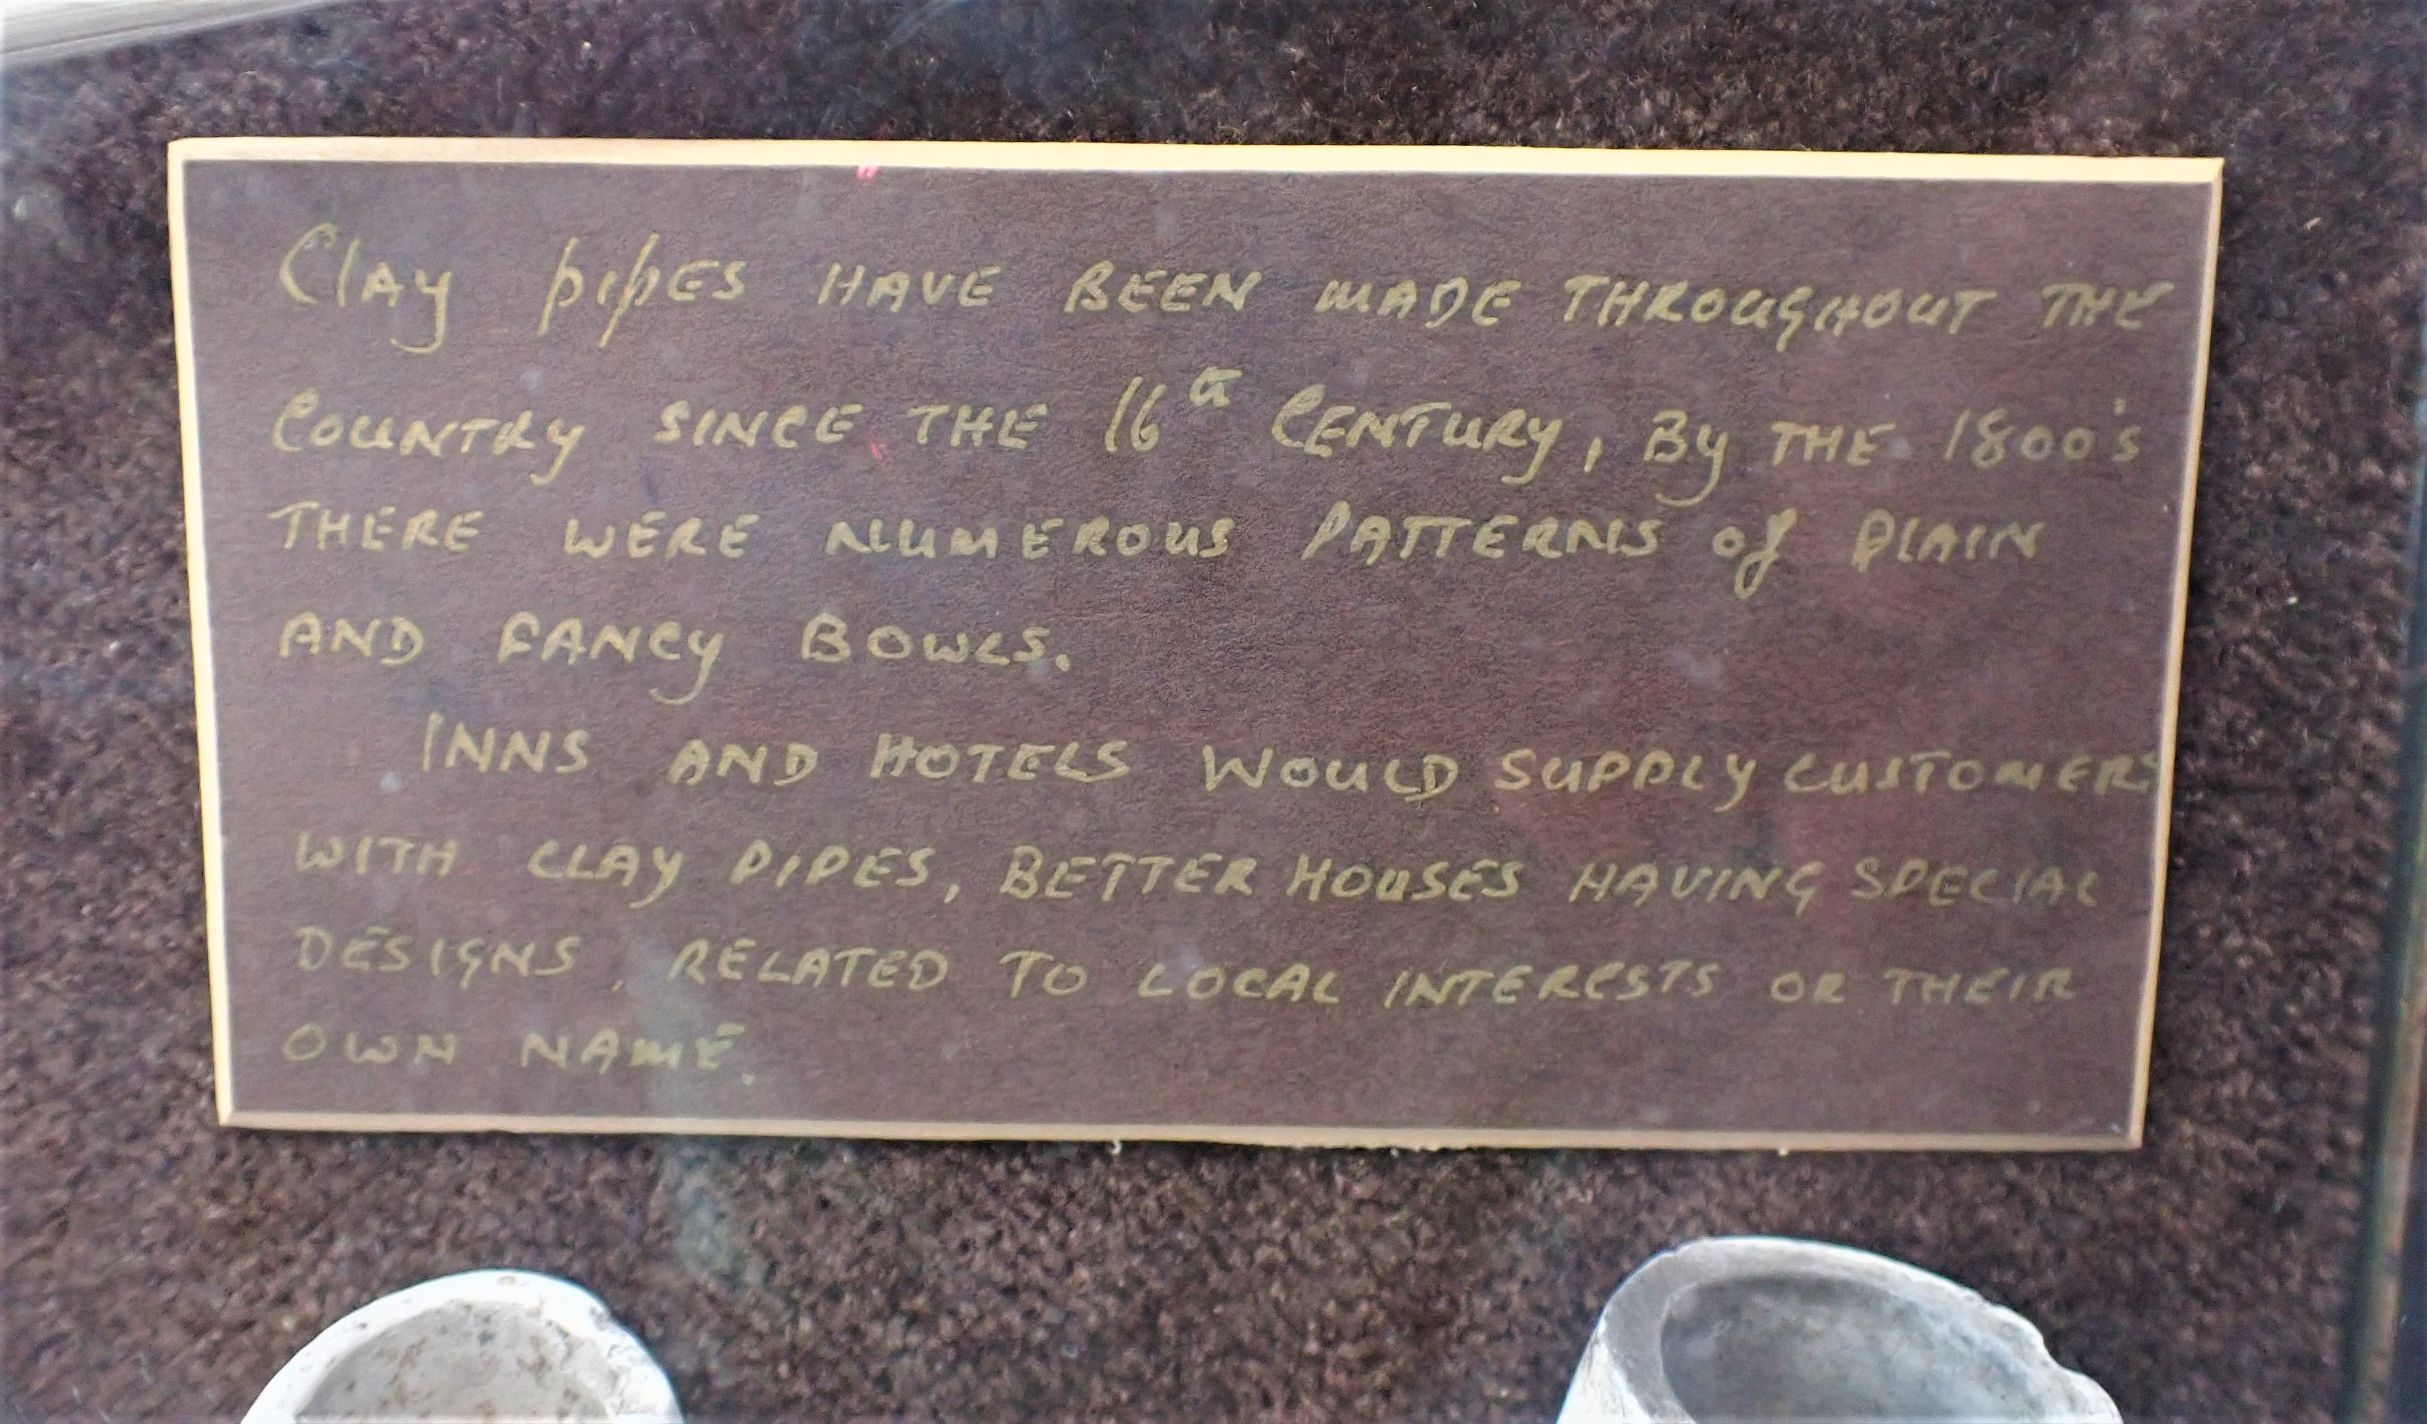 Clay pipes HAVE BEEN MADE THROUGHOUT THE
COUNTRY SINCE THE 16th CENTURY, By THE 1800's
THERE WERE NUMEROUS PATTERNS of PLAIN
AND FANCY BOWLS.
INNS AND HOTELS WOULD SUPPLY CUSTOMERS
WITH CLAY PIPES, BETTER HOUSES HAVING SPECIAL
DESIGNS, RELATED TO LOCAL INTERESTS OR THEIR
OWN NAME.